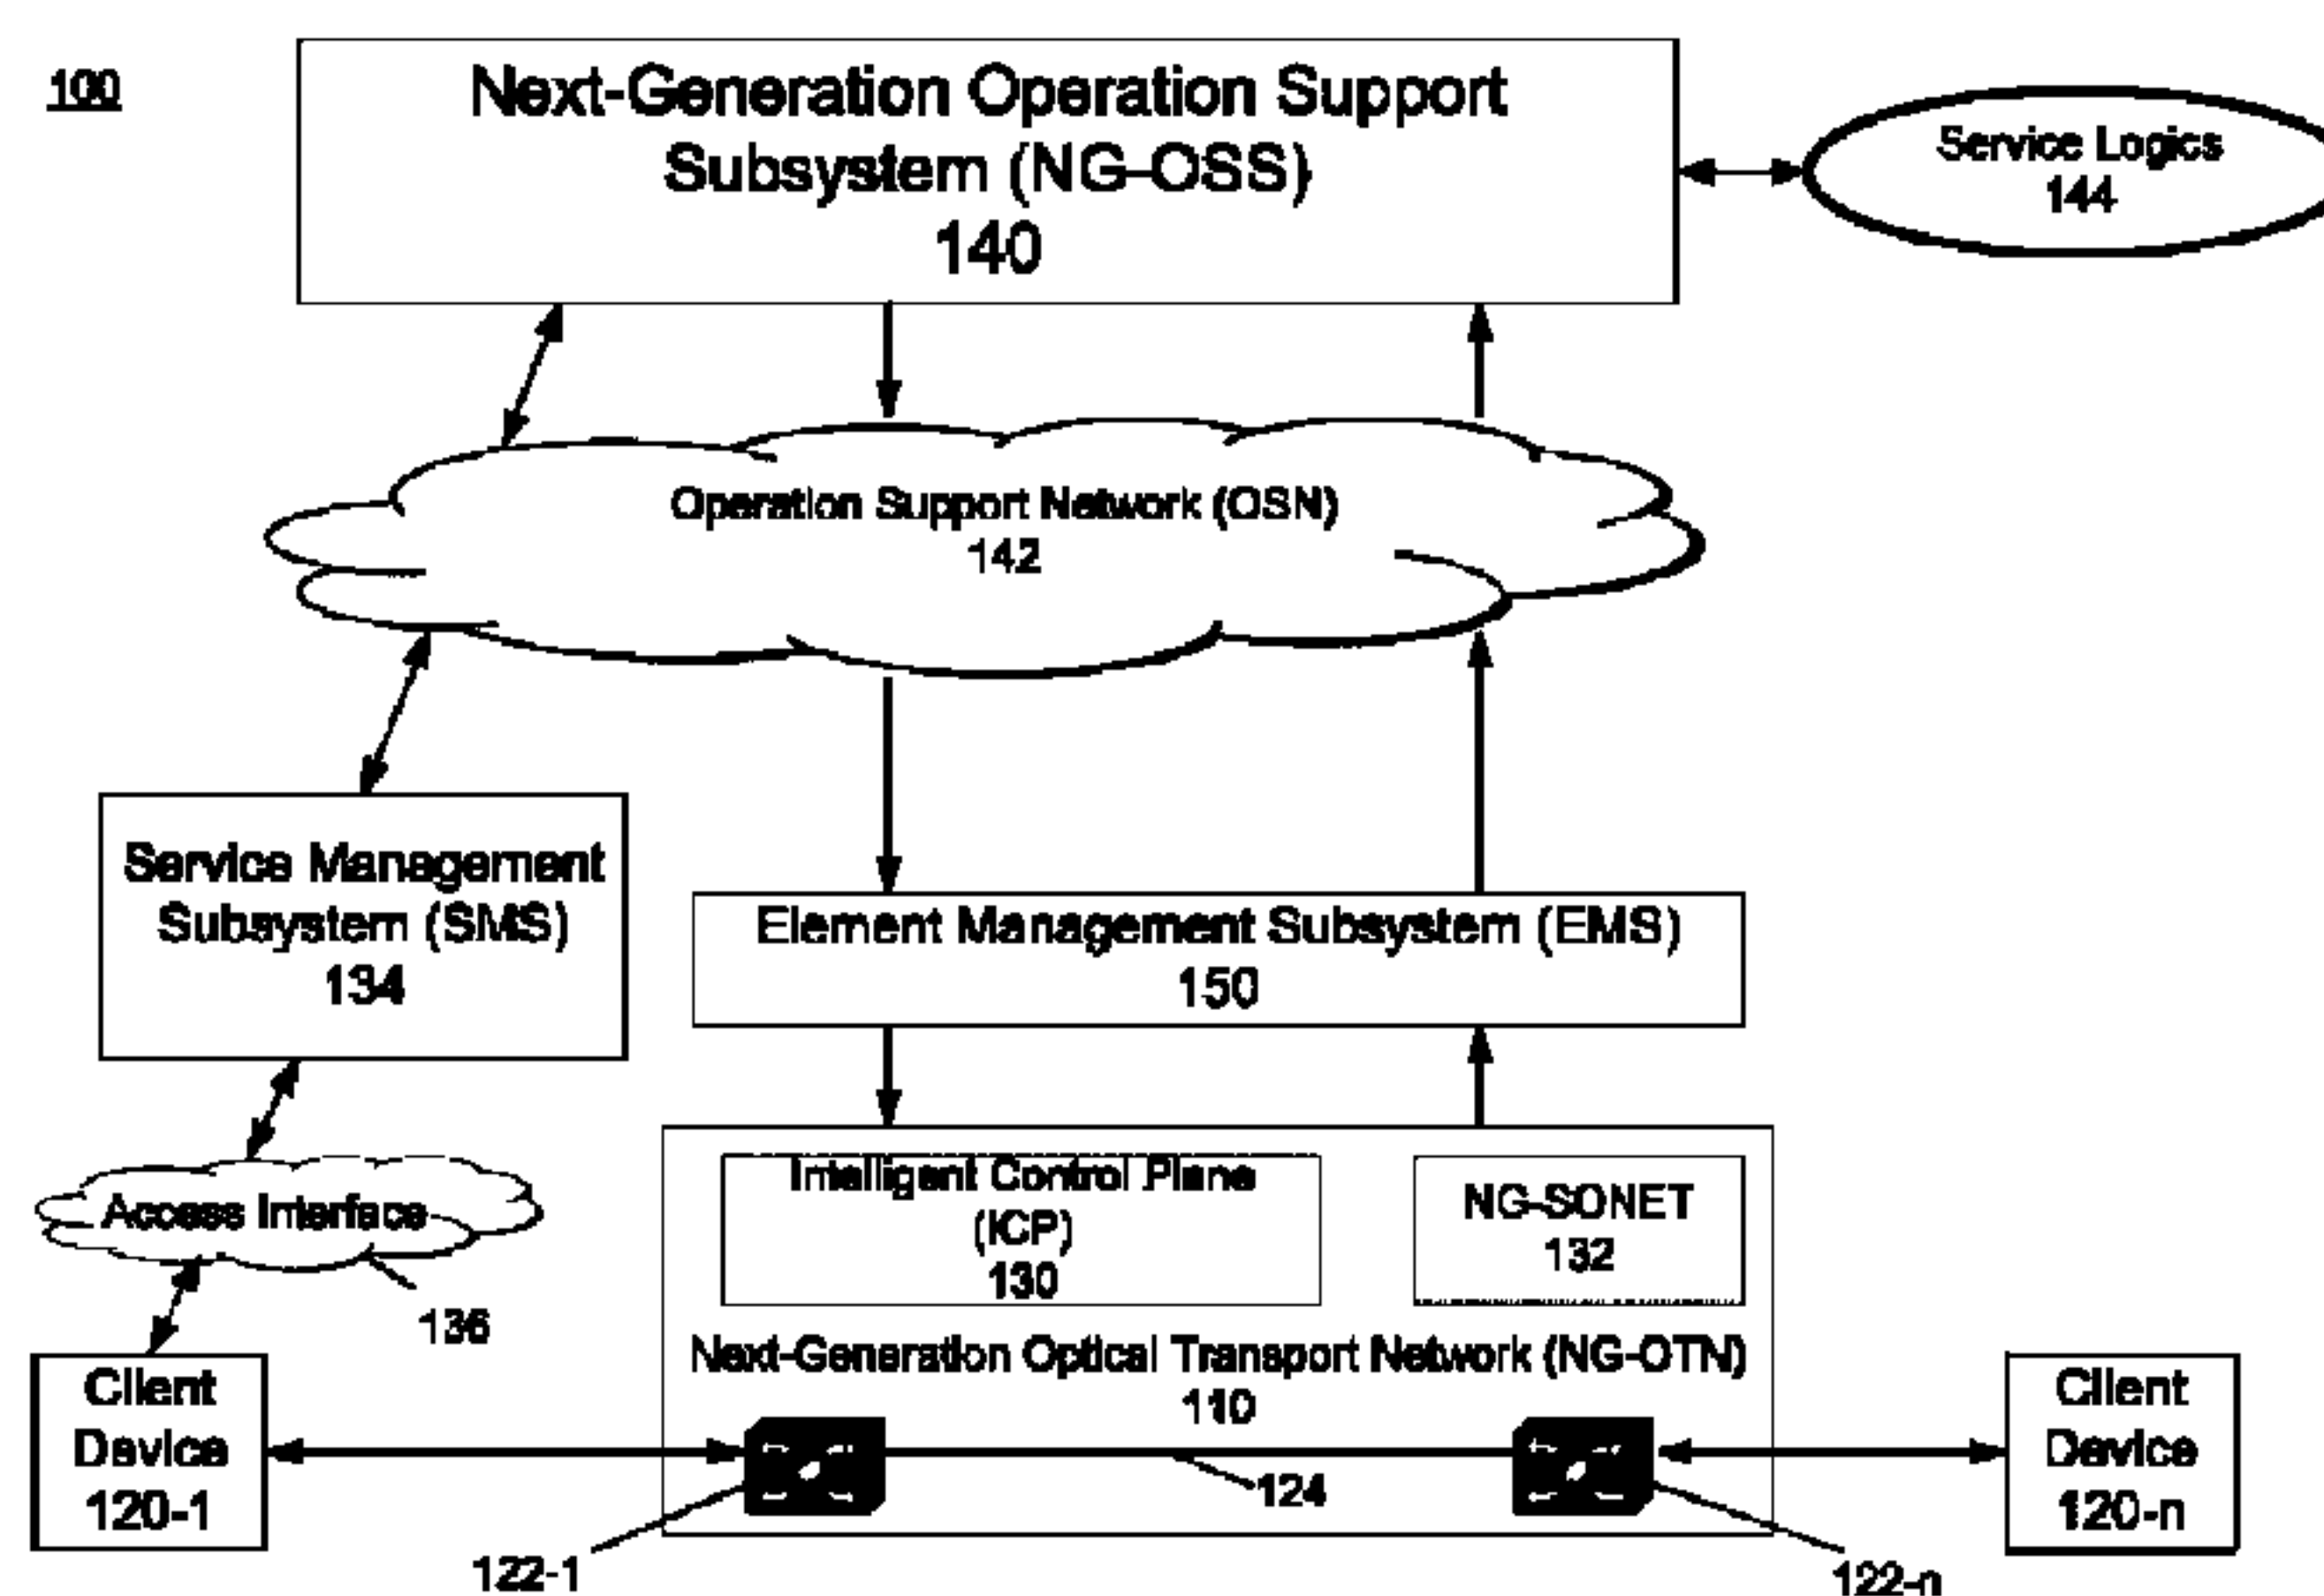 100
Next-Generation Operation Support
Subsystem (NG-OSS)
140
Service Logics
144
Operation Support Network (OSN)
142
Service Management
Subsystem (SMS)
134
Element Management Subsystem (EMS)
150
Access Interface
136
Intelligent Control Plane
(ICP)
130
NG-SONET
132
Next-Generation Optical Transport Network (NG-OTN)
110
Client
Device
120-1
124
Client
Device
120-n
122-1
122-n